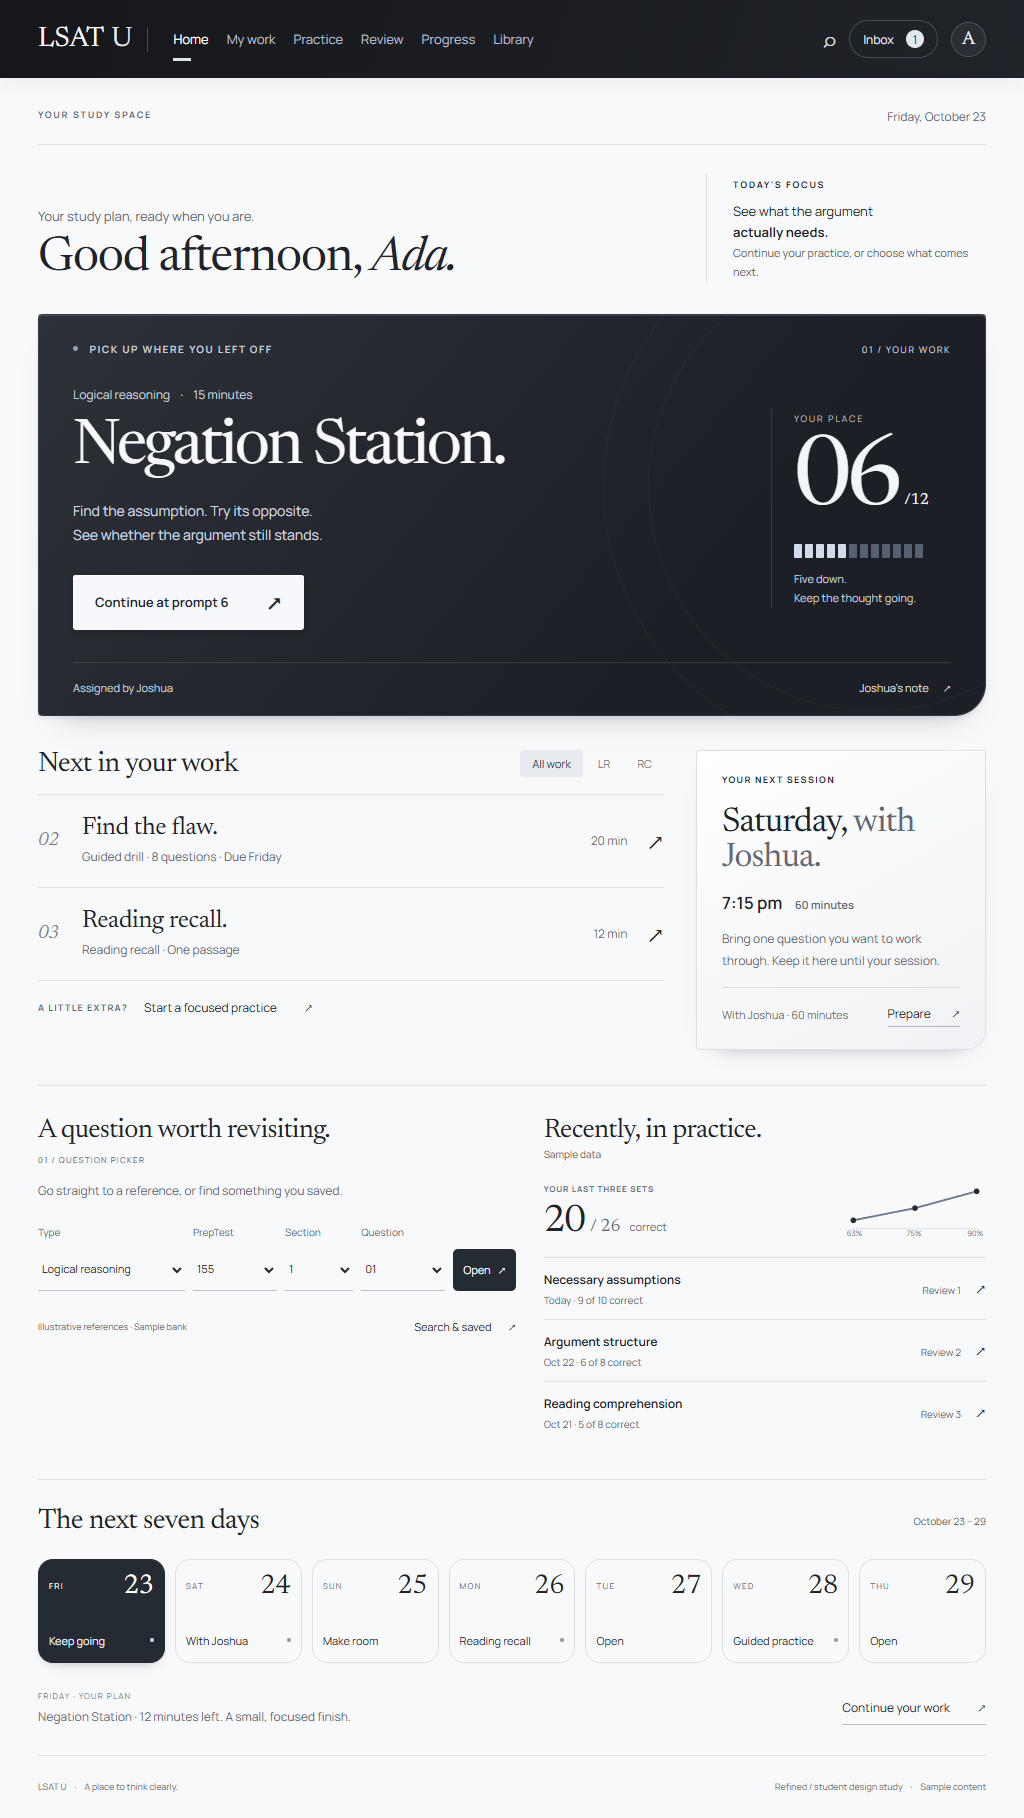 LSAT U
Home My work Practice Review Progress Library
Inbox 1
A
YOUR STUDY SPACE
Friday, October 23
Your study plan, ready when you are.
Good afternoon, Ada.
TODAY'S FOCUS
See what the argument
actually needs.
Continue your practice, or choose what comes
next.
PICK UP WHERE YOU LEFT OFF
01 / YOUR WORK
Logical reasoning · 15 minutes
Negation Station.
Find the assumption. Try its opposite.
See whether the argument still stands.
Continue at prompt 6 ↗
YOUR PLACE
06 /12
Five down.
Keep the thought going.
Assigned by Joshua
Joshua's note ↗
Next in your work
All work LR RC
02
Find the flaw.
Guided drill · 8 questions · Due Friday
20 min ↗
03
Reading recall.
Reading recall · One passage
12 min ↗
A LITTLE EXTRA? Start a focused practice ↗
YOUR NEXT SESSION
Saturday, with
Joshua.
7:15 pm 60 minutes
Bring one question you want to work
through. Keep it here until your session.
With Joshua · 60 minutes
Prepare ↗
A question worth revisiting.
01 / QUESTION PICKER
Go straight to a reference, or find something you saved.
Type PrepTest Section Question
Logical reasoning 155 1 01 Open ↗
Illustrative references · Sample bank
Search & saved ↗
Recently, in practice.
Sample data
YOUR LAST THREE SETS
20 / 26 correct
63% 75% 90%
Necessary assumptions
Today · 9 of 10 correct
Review 1 ↗
Argument structure
Oct 22 · 6 of 8 correct
Review 2 ↗
Reading comprehension
Oct 21 · 5 of 8 correct
Review 3 ↗
The next seven days
October 23 – 29
FRI 23
Keep going
SAT 24
With Joshua
SUN 25
Make room
MON 26
Reading recall
TUE 27
Open
WED 28
Guided practice
THU 29
Open
FRIDAY · YOUR PLAN
Negation Station · 12 minutes left. A small, focused finish.
Continue your work ↗
LSAT U · A place to think clearly.
Refined / student design study · Sample content